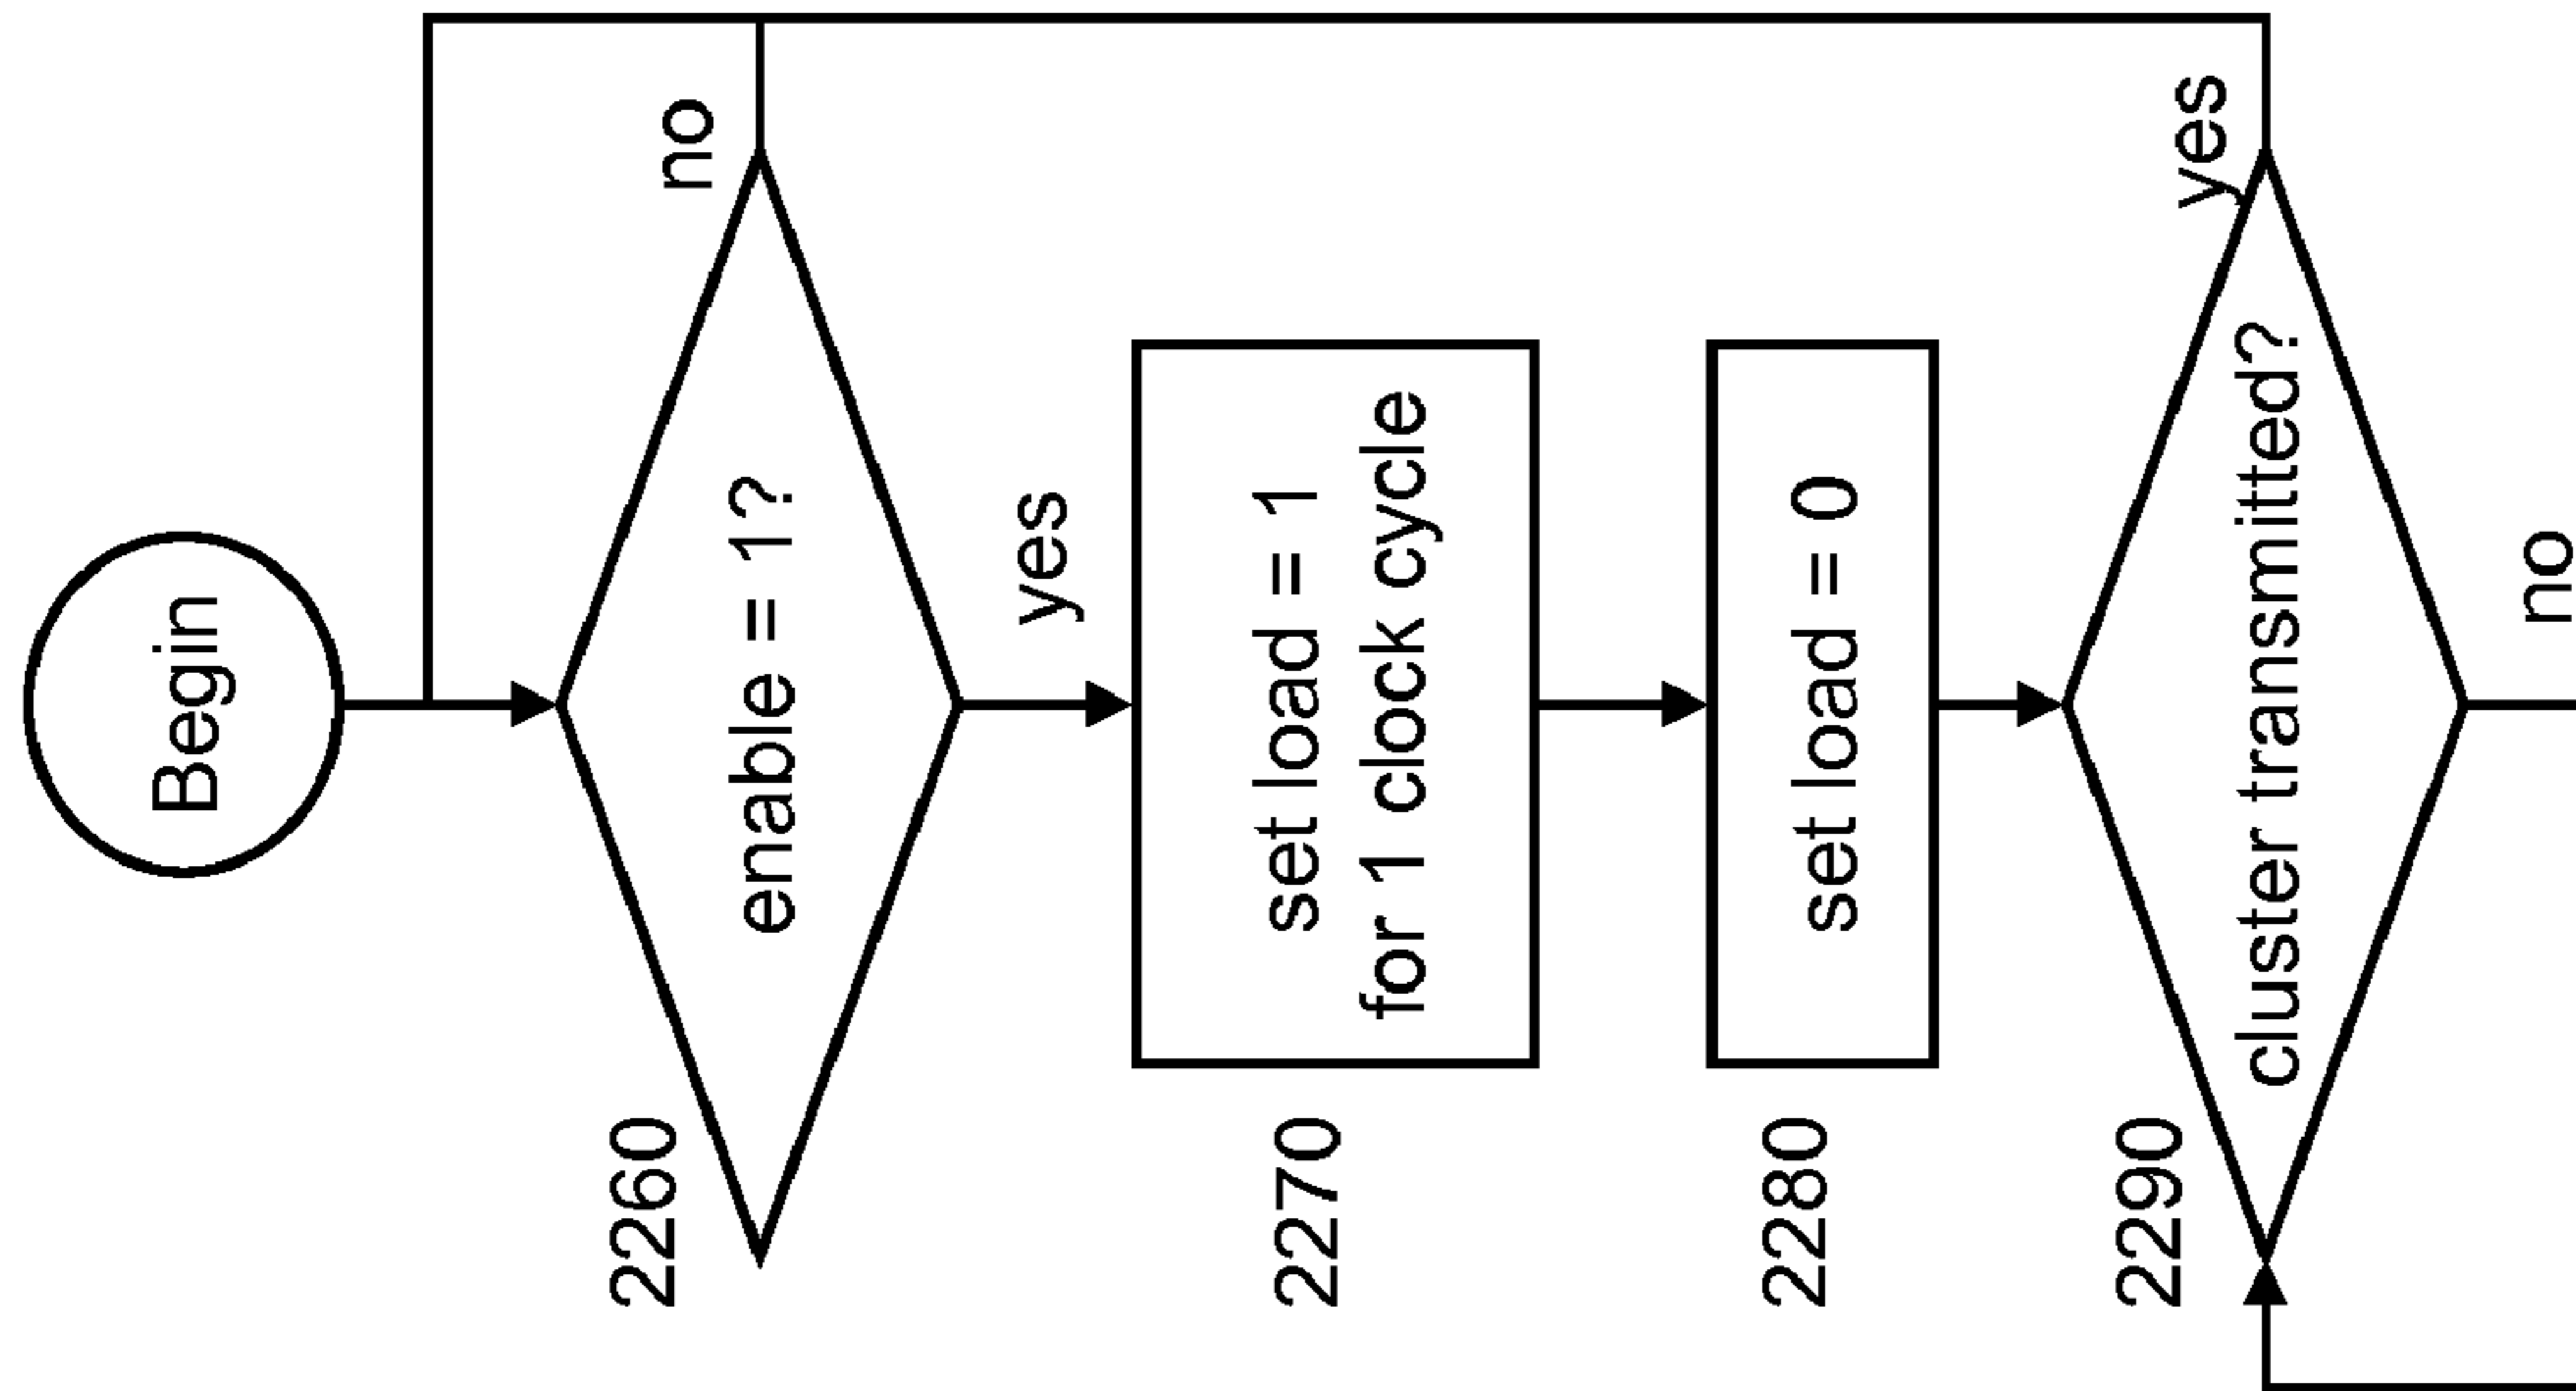 Begin
2260
enable = 1?
no
yes
2270
set load = 1
for 1 clock cycle
2280
set load = 0
2290
cluster transmitted?
yes
no